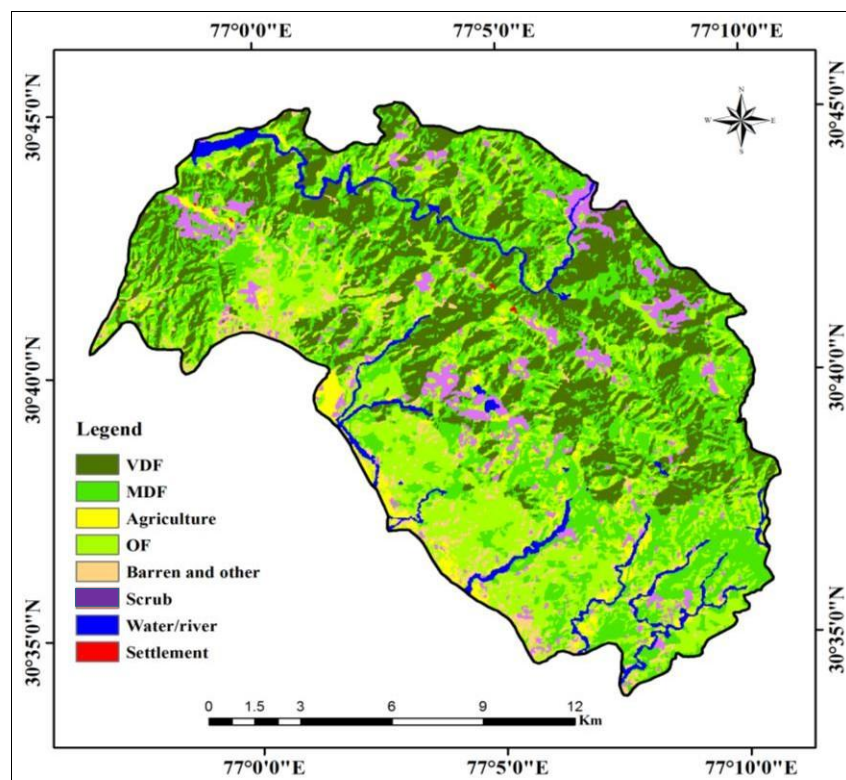 77°0'0"E 77°5'0"E 77°10'0"E
N
W E
S
30°45'0"N 30°45'0"N
30°40'0"N 30°40'0"N
Legend
VDF
MDF
Agriculture
OF
Barren and other
Scrub
Water/river
Settlement
30°35'0"N 30°35'0"N
0 1.5 3 6 9 12
Km
77°0'0"E 77°5'0"E 77°10'0"E